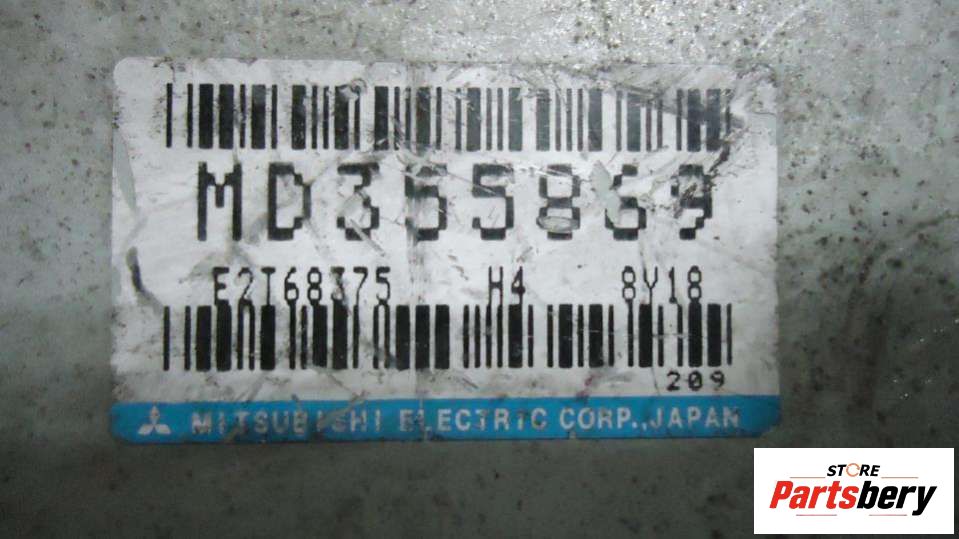 MD355869
E2T68375 H4 8Y18
209
MITSUBISHI ELECTRIC CORP.,JAPAN
STORE
Partsbery